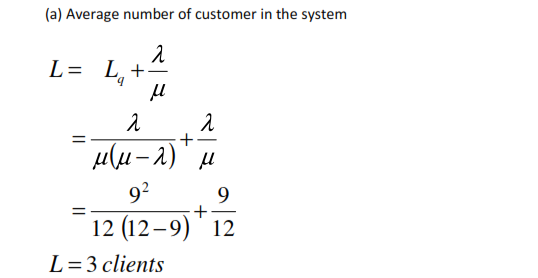 (a) Average number of customer in the system
L = L_q + λ/μ
= λ/μ(μ−λ) + λ/μ
= 9²/12 (12−9) + 9/12
L = 3 clients